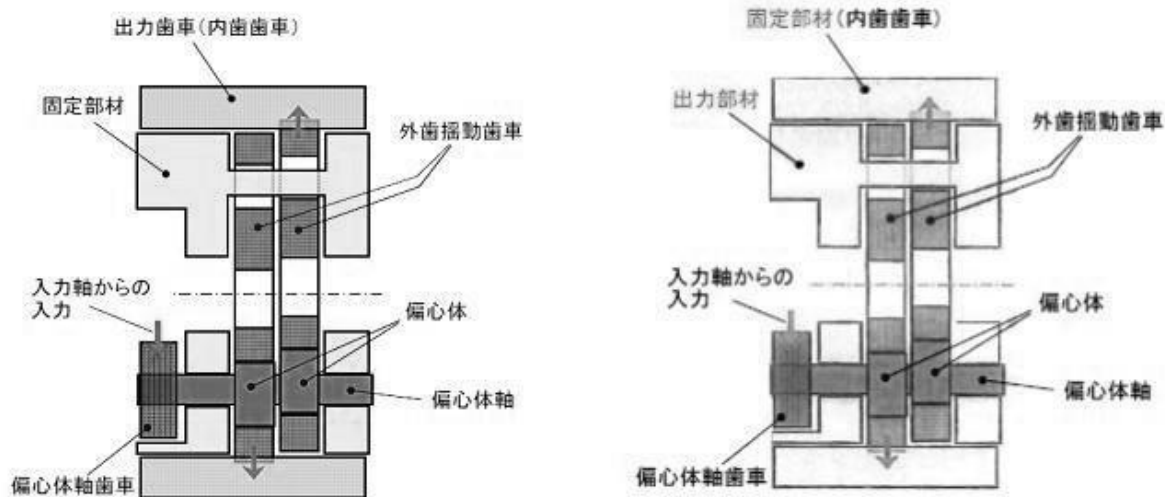 出力歯車(内歯歯車)
固定部材
外歯揺動歯車
入力軸からの
入力
偏心体
偏心体軸
偏心体軸歯車
固定部材(内歯歯車)
出力部材
外歯揺動歯車
入力軸からの
入力
偏心体
偏心体軸
偏心体軸歯車